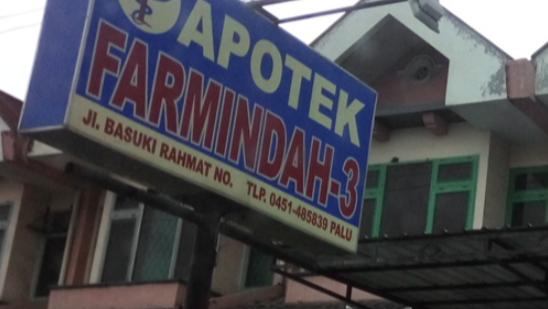 APOTEK
FARMINDAH-3
Jl. BASUKI RAHMAT NO. TLP. 0451-485839 PALU